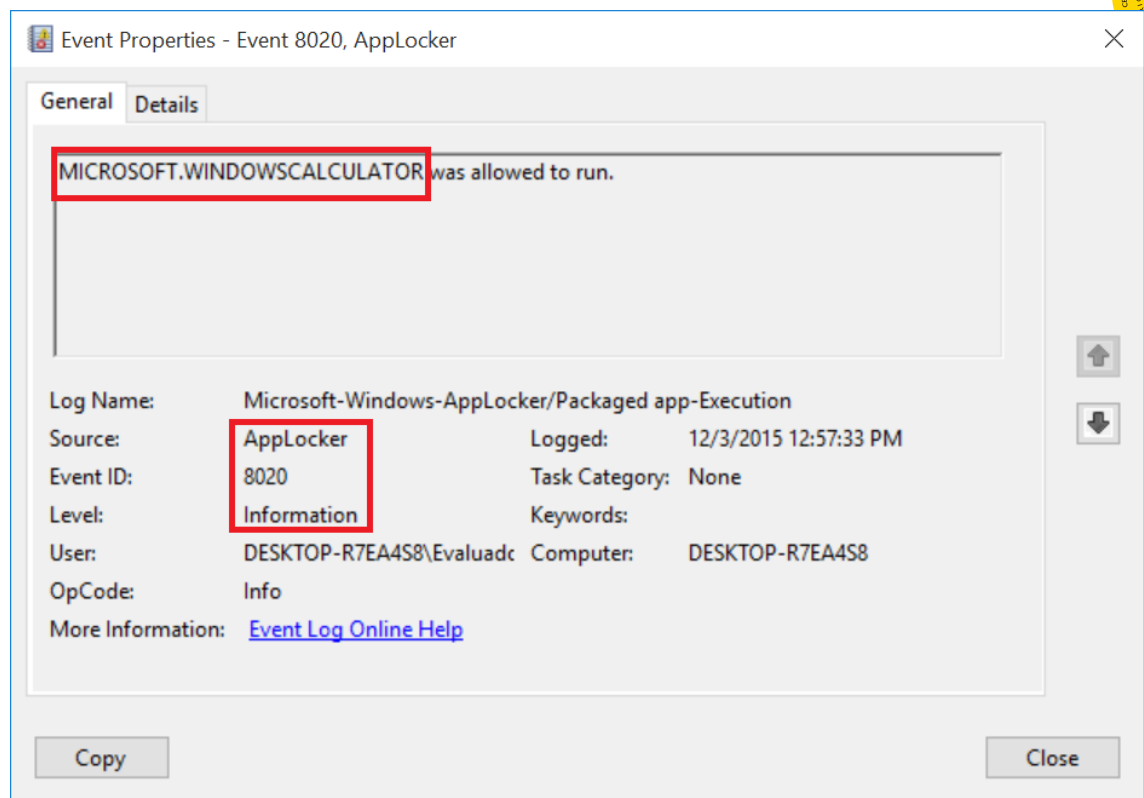 Event Properties - Event 8020, AppLocker
General Details
MICROSOFT.WINDOWSCALCULATOR was allowed to run.
Log Name: Microsoft-Windows-AppLocker/Packaged app-Execution
Source: AppLocker Logged: 12/3/2015 12:57:33 PM
Event ID: 8020 Task Category: None
Level: Information Keywords:
User: DESKTOP-R7EA4S8\Evaluadc Computer: DESKTOP-R7EA4S8
OpCode: Info
More Information: Event Log Online Help
Copy Close